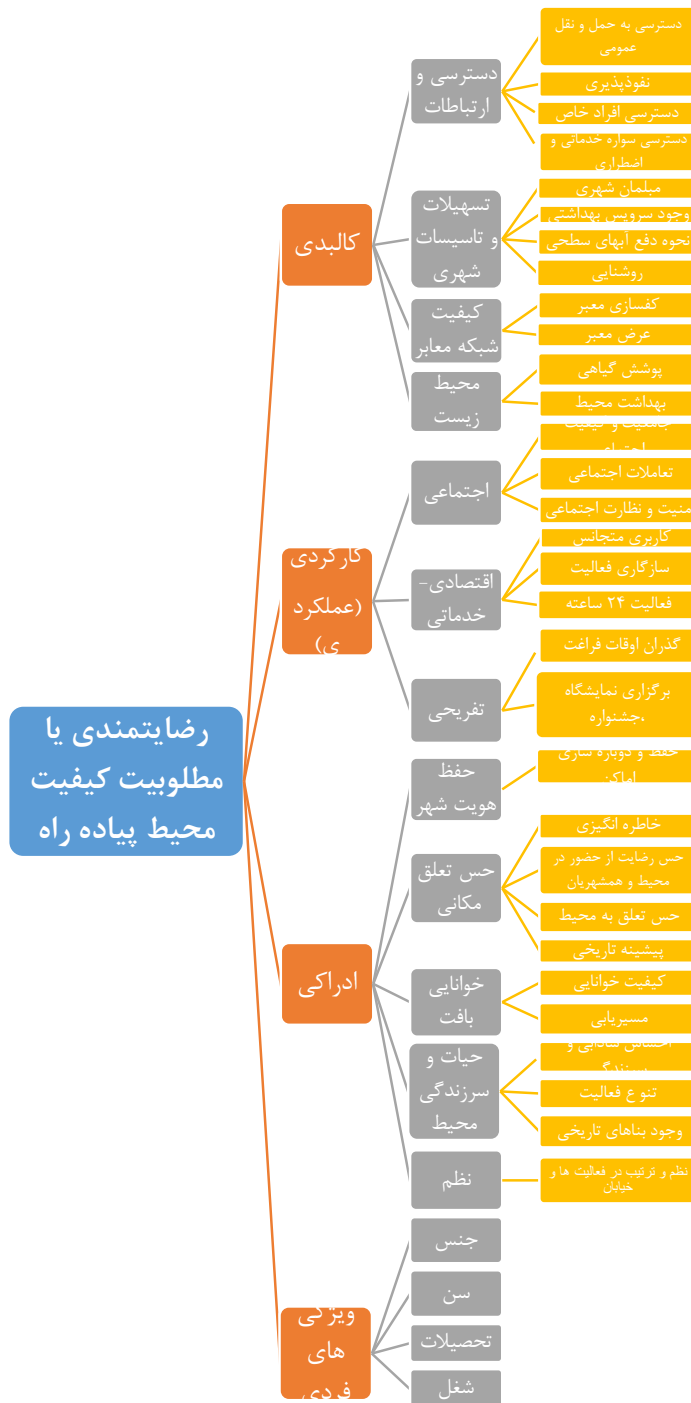 رضایتمندی یا
مطلوبیت کیفیت
محیط پیاده راه
کالبدی
دسترسی و
ارتباطات
دسترسی به حمل و نقل
عمومی
نفوذپذیری
دسترسی افراد خاص
دسترسی سواره خدماتی و
اضطراری
تسهیلات
و تاسیسات
شهری
مبلمان شهری
وجود سرویس بهداشتی
نحوه دفع آبهای سطحی
روشنایی
کیفیت
شبکه معابر
کفسازی معبر
عرض معبر
محیط
زیست
پوشش گیاهی
بهداشت محیط
کارکردی
(عملکرد
ی)
اجتماعی
جامعیت و کیفیت
تعاملات اجتماعی
منیت و نظارت اجتماعی
اقتصادی-
خدماتی
کاربری متجانس
سازگاری فعالیت
فعالیت ۲۴ ساعته
تفریحی
گذران اوقات فراغت
برگزاری نمایشگاه
،جشنواره
ادراکی
حفظ
هویت شهر
حفظ و دوباره سازی
اماکن
حس تعلق
مکانی
خاطره انگیزی
حس رضایت از حضور در
محیط و همشهریان
حس تعلق به محیط
پیشینه تاریخی
خوانایی
بافت
کیفیت خوانایی
مسیریابی
حیات و
سرزندگی
محیط
احساس شادابی و
سرزندگی
تنوع فعالیت
وجود بناهای تاریخی
نظم
نظم و ترتیب در فعالیت ها و
خیابان
ویژگی
های
فردی
جنس
سن
تحصیلات
شغل